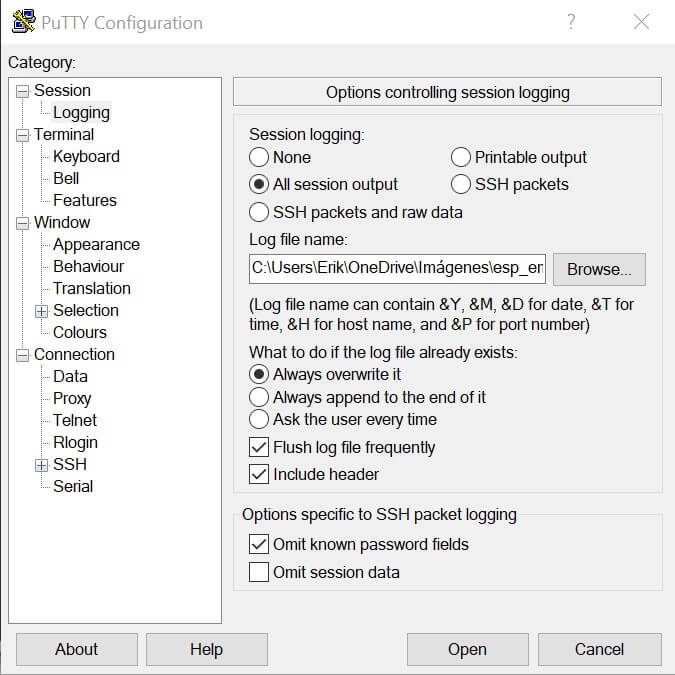 PuTTY Configuration
?
Category:
Session
Logging
Terminal
Keyboard
Bell
Features
Window
Appearance
Behaviour
Translation
Selection
Colours
Connection
Data
Proxy
Telnet
Rlogin
SSH
Serial
Options controlling session logging
Session logging:
None
Printable output
All session output
SSH packets
SSH packets and raw data
Log file name:
C:\Users\Erik\OneDrive\Imágenes\esp_en
Browse...
(Log file name can contain &Y, &M, &D for date, &T for
time, &H for host name, and &P for port number)
What to do if the log file already exists:
Always overwrite it
Always append to the end of it
Ask the user every time
Flush log file frequently
Include header
Options specific to SSH packet logging
Omit known password fields
Omit session data
About
Help
Open
Cancel